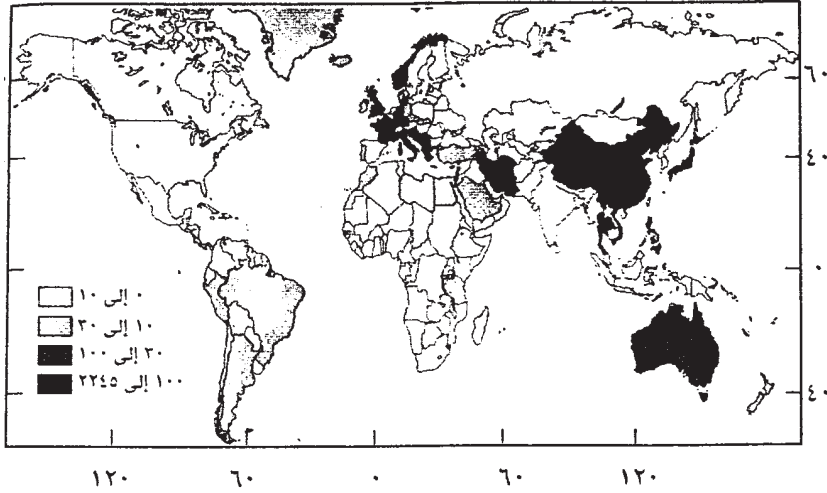 ٠ إلى ١٠
١٠ إلى ٣٠
٣٠ إلى ١٠٠
١٠٠ إلى ٢٢٤٥
٦٠
٤٠
٠
٤٠
١٢٠ ٦٠ ٠ ٦٠ ١٢٠